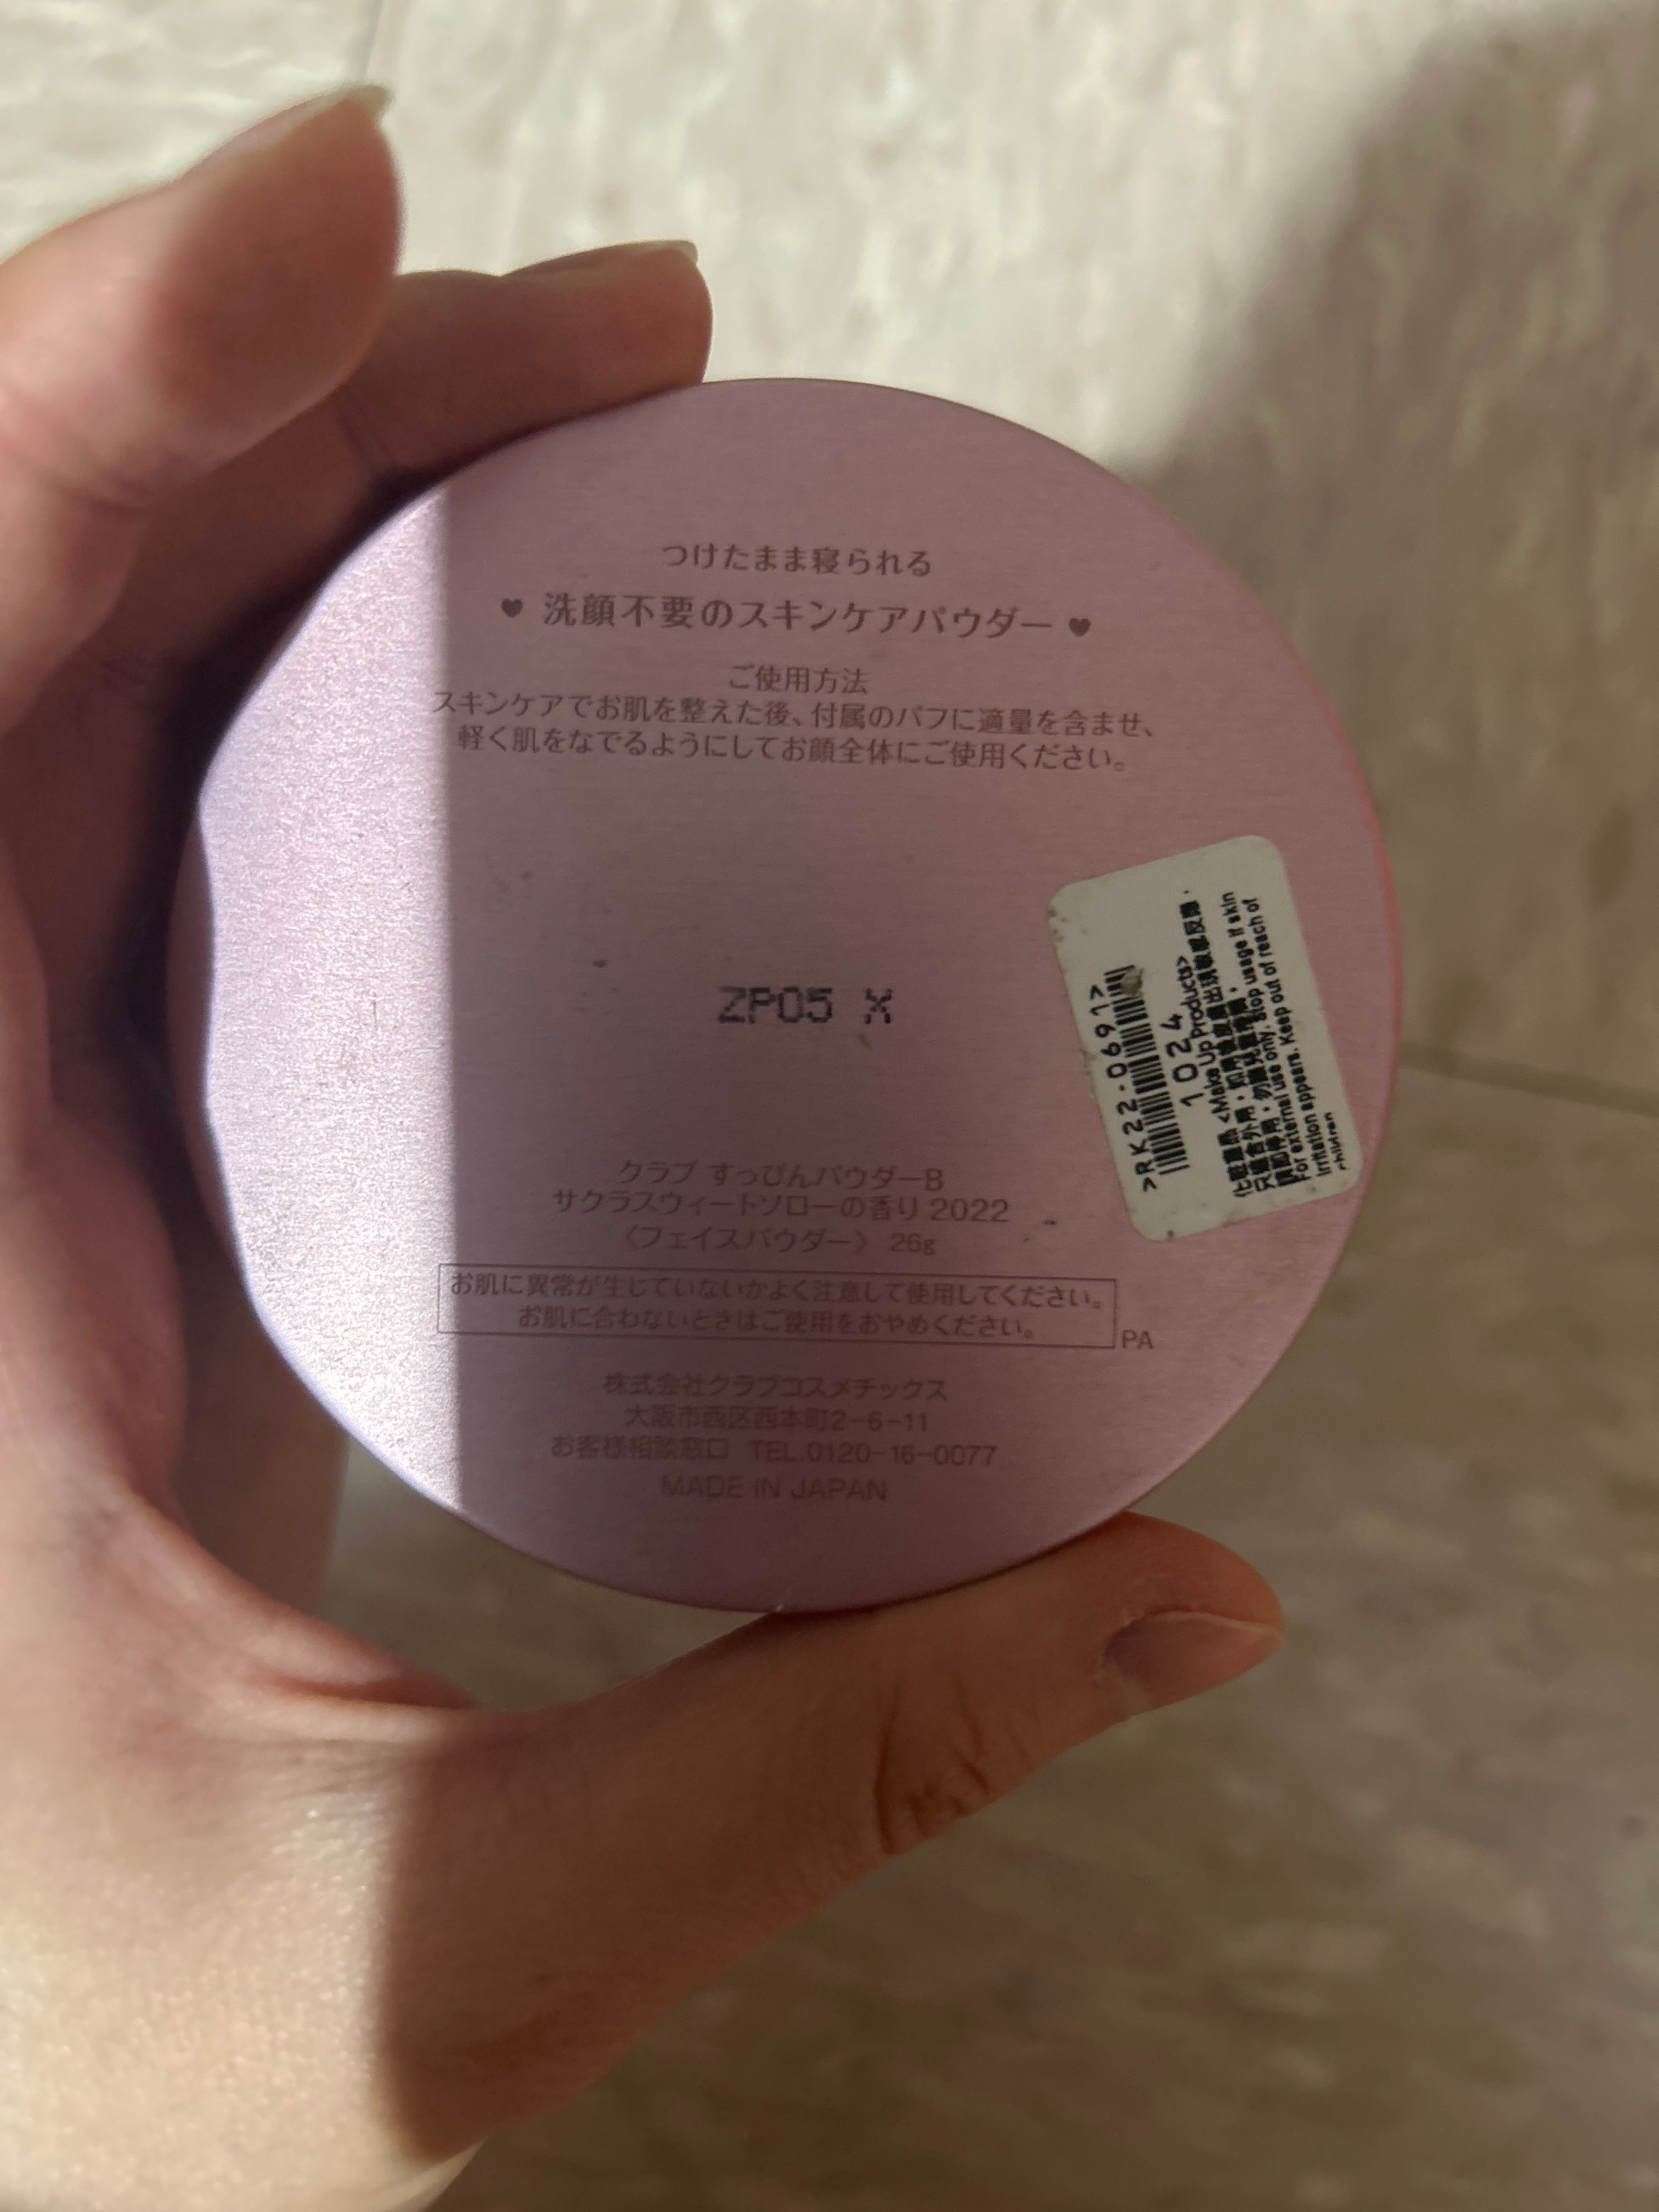 つけたまま寝られる
♥ 洗顔不要のスキンケアパウダー ♥
ご使用方法
スキンケアでお肌を整えた後、付属のパフに適量を含ませ、
軽く肌をなでるようにしてお顔全体にご使用ください。
ZP05 X
クラブ すっぴんパウダーB
サクラスウィートソローの香り 2022
〈フェイスパウダー〉 26g
お肌に異常が生じていないかよく注意して使用してください。
お肌に合わないときはご使用をおやめください。
PA
株式会社クラブコスメチックス
大阪市西区西本町2-6-11
お客様相談窓口 TEL.0120-16-0077
MADE IN JAPAN
>RK22-0691>
1024
<Make Up Products>
For external use only. Stop usage if skin
irritation appears. Keep out of reach of
children